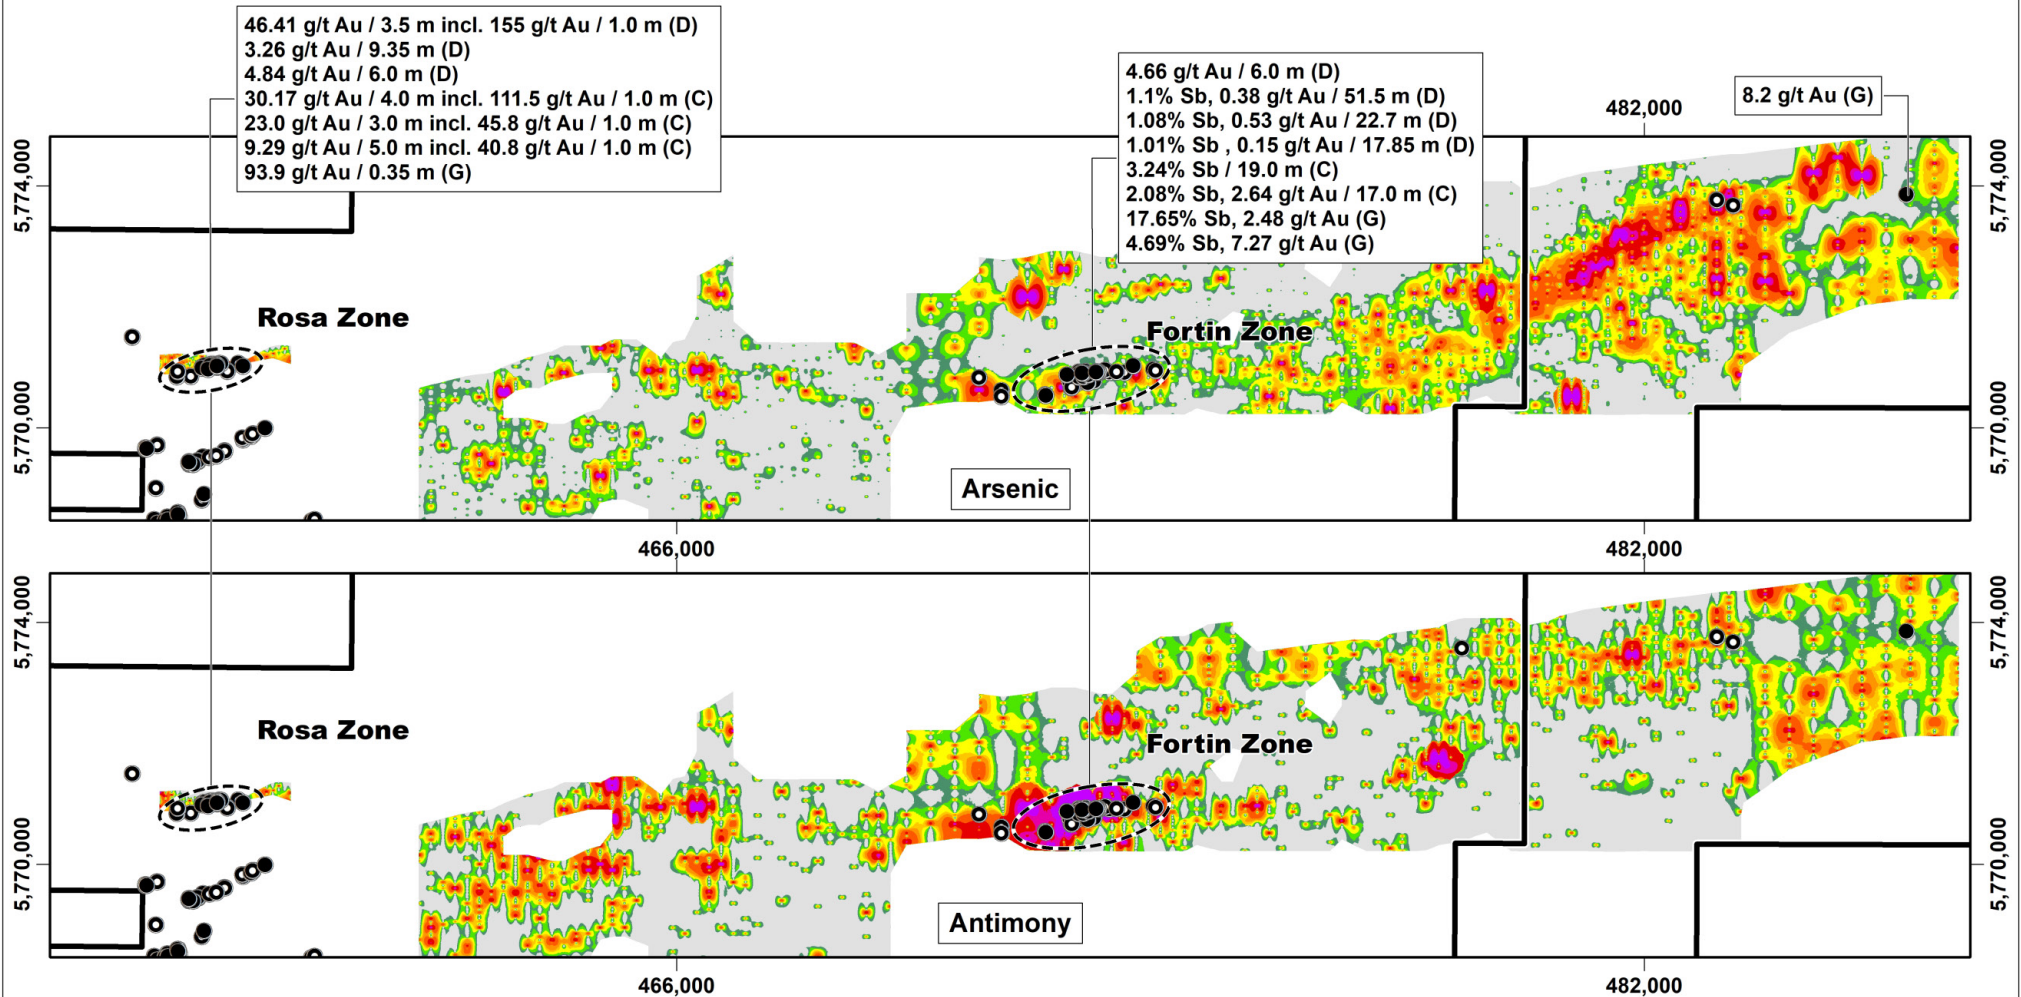 46.41 g/t Au / 3.5 m incl. 155 g/t Au / 1.0 m (D)
3.26 g/t Au / 9.35 m (D)
4.84 g/t Au / 6.0 m (D)
30.17 g/t Au / 4.0 m incl. 111.5 g/t Au / 1.0 m (C)
23.0 g/t Au / 3.0 m incl. 45.8 g/t Au / 1.0 m (C)
9.29 g/t Au / 5.0 m incl. 40.8 g/t Au / 1.0 m (C)
93.9 g/t Au / 0.35 m (G)
4.66 g/t Au / 6.0 m (D)
1.1% Sb, 0.38 g/t Au / 51.5 m (D)
1.08% Sb, 0.53 g/t Au / 22.7 m (D)
1.01% Sb , 0.15 g/t Au / 17.85 m (D)
3.24% Sb / 19.0 m (C)
2.08% Sb, 2.64 g/t Au / 17.0 m (C)
17.65% Sb, 2.48 g/t Au (G)
4.69% Sb, 7.27 g/t Au (G)
8.2 g/t Au (G)
482,000
5,774,000
5,774,000
Rosa Zone
Fortin Zone
5,770,000
5,770,000
Arsenic
466,000
482,000
5,774,000
5,774,000
Rosa Zone
Fortin Zone
5,770,000
5,770,000
Antimony
466,000
482,000